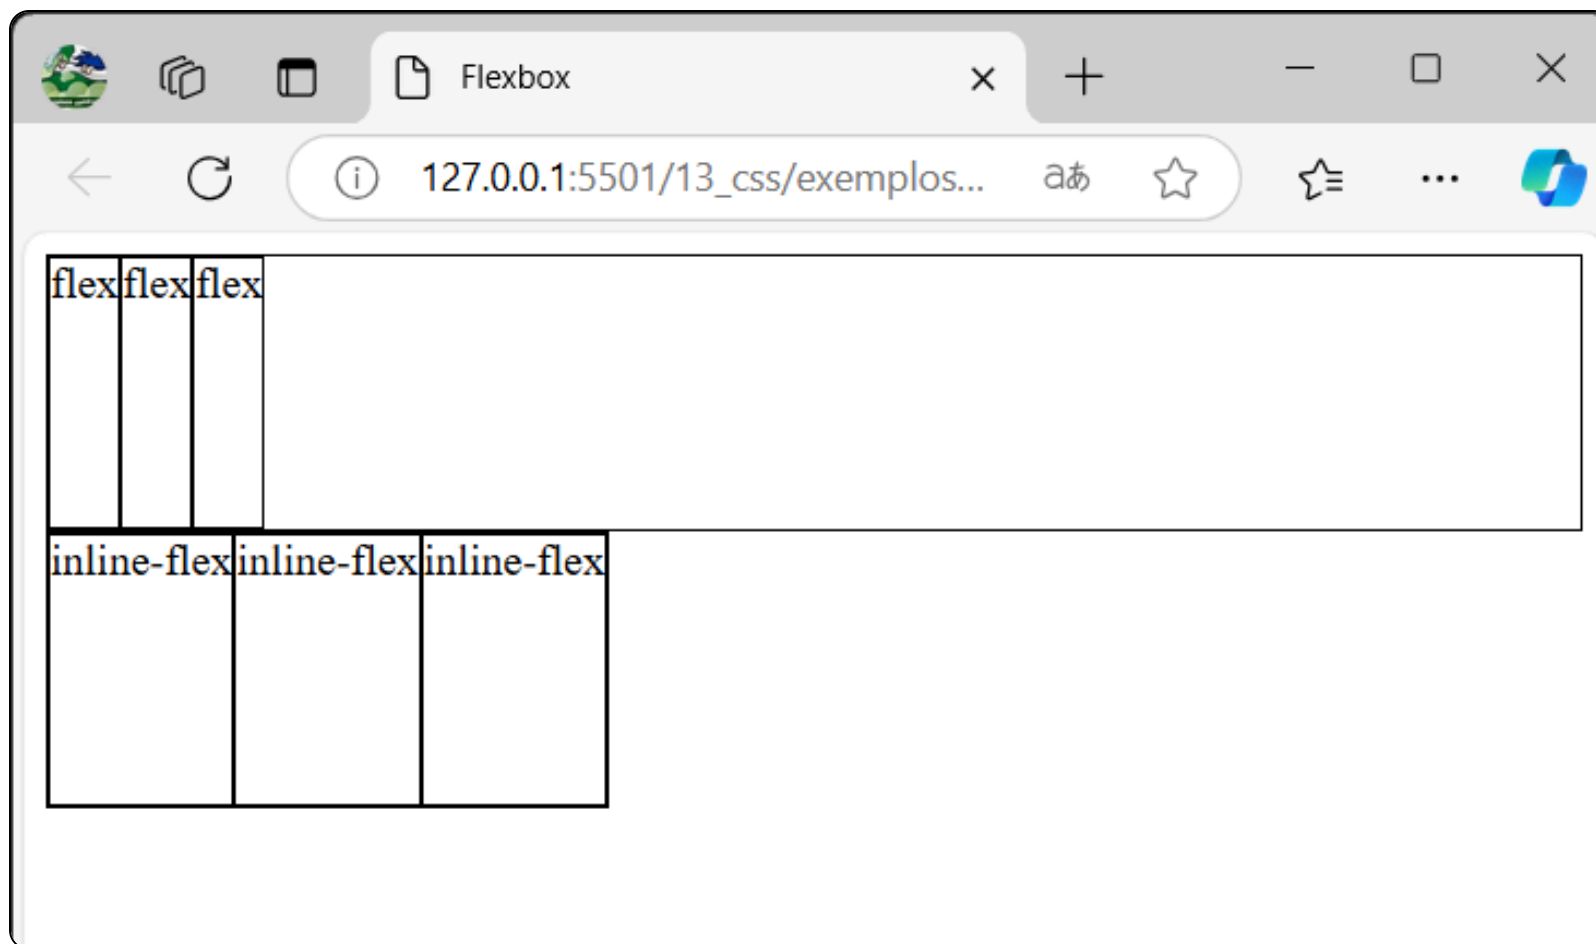 Flexbox
127.0.0.1:5501/13_css/exemplos... aあ
flex flex flex
inline-flex inline-flex inline-flex